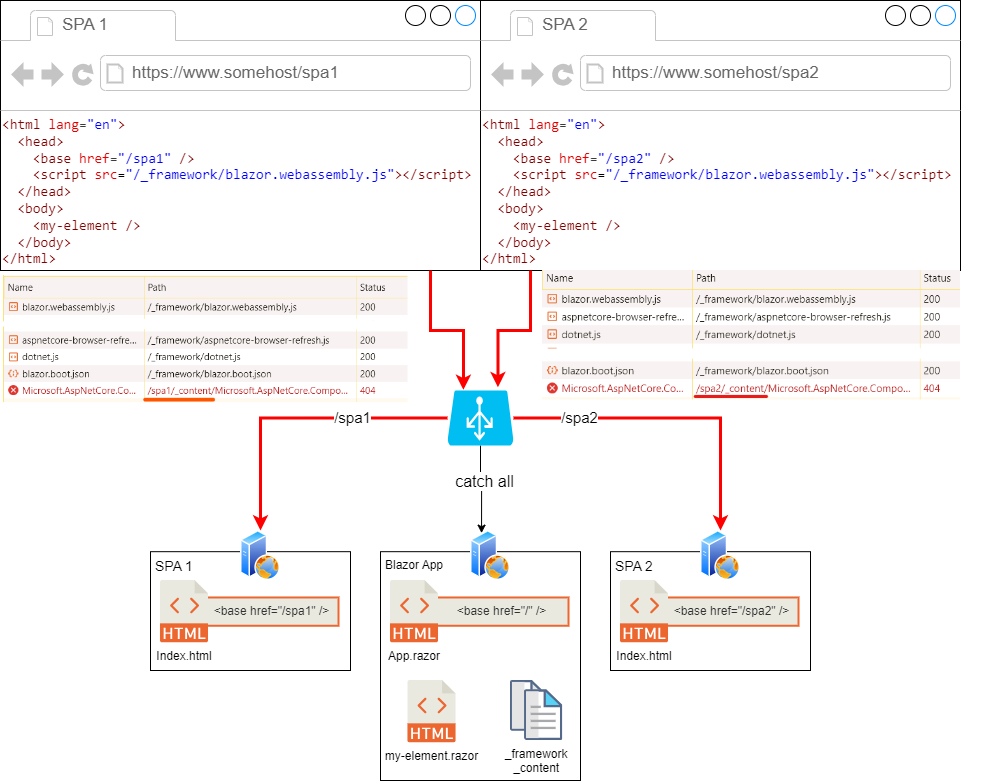 SPA 1
https://www.somehost/spa1
<html lang="en">
<head>
<base href="/spa1" />
<script src="/_framework/blazor.webassembly.js"></script>
</head>
<body>
<my-element />
</body>
</html>
SPA 2
https://www.somehost/spa2
<html lang="en">
<head>
<base href="/spa2" />
<script src="/_framework/blazor.webassembly.js"></script>
</head>
<body>
<my-element />
</body>
</html>
Name Path Status
blazor.webassembly.js /_framework/blazor.webassembly.js 200
aspnetcore-browser-refre... /_framework/aspnetcore-browser-refresh.js 200
dotnet.js /_framework/dotnet.js 200
blazor.boot.json /_framework/blazor.boot.json 200
Microsoft.AspNetCore.Co... /spa1/_content/Microsoft.AspNetCore.Compo... 404
Name Path Status
blazor.webassembly.js /_framework/blazor.webassembly.js 200
aspnetcore-browser-refre... /_framework/aspnetcore-browser-refresh.js 200
dotnet.js /_framework/dotnet.js 200
blazor.boot.json /_framework/blazor.boot.json 200
Microsoft.AspNetCore.Co... /spa2/_content/Microsoft.AspNetCore.Compo... 404
/spa1
/spa2
catch all
SPA 1
<base href="/spa1" />
HTML
Index.html
Blazor App
<base href="/" />
HTML
App.razor
HTML
my-element.razor
_framework
_content
SPA 2
<base href="/spa2" />
HTML
Index.html